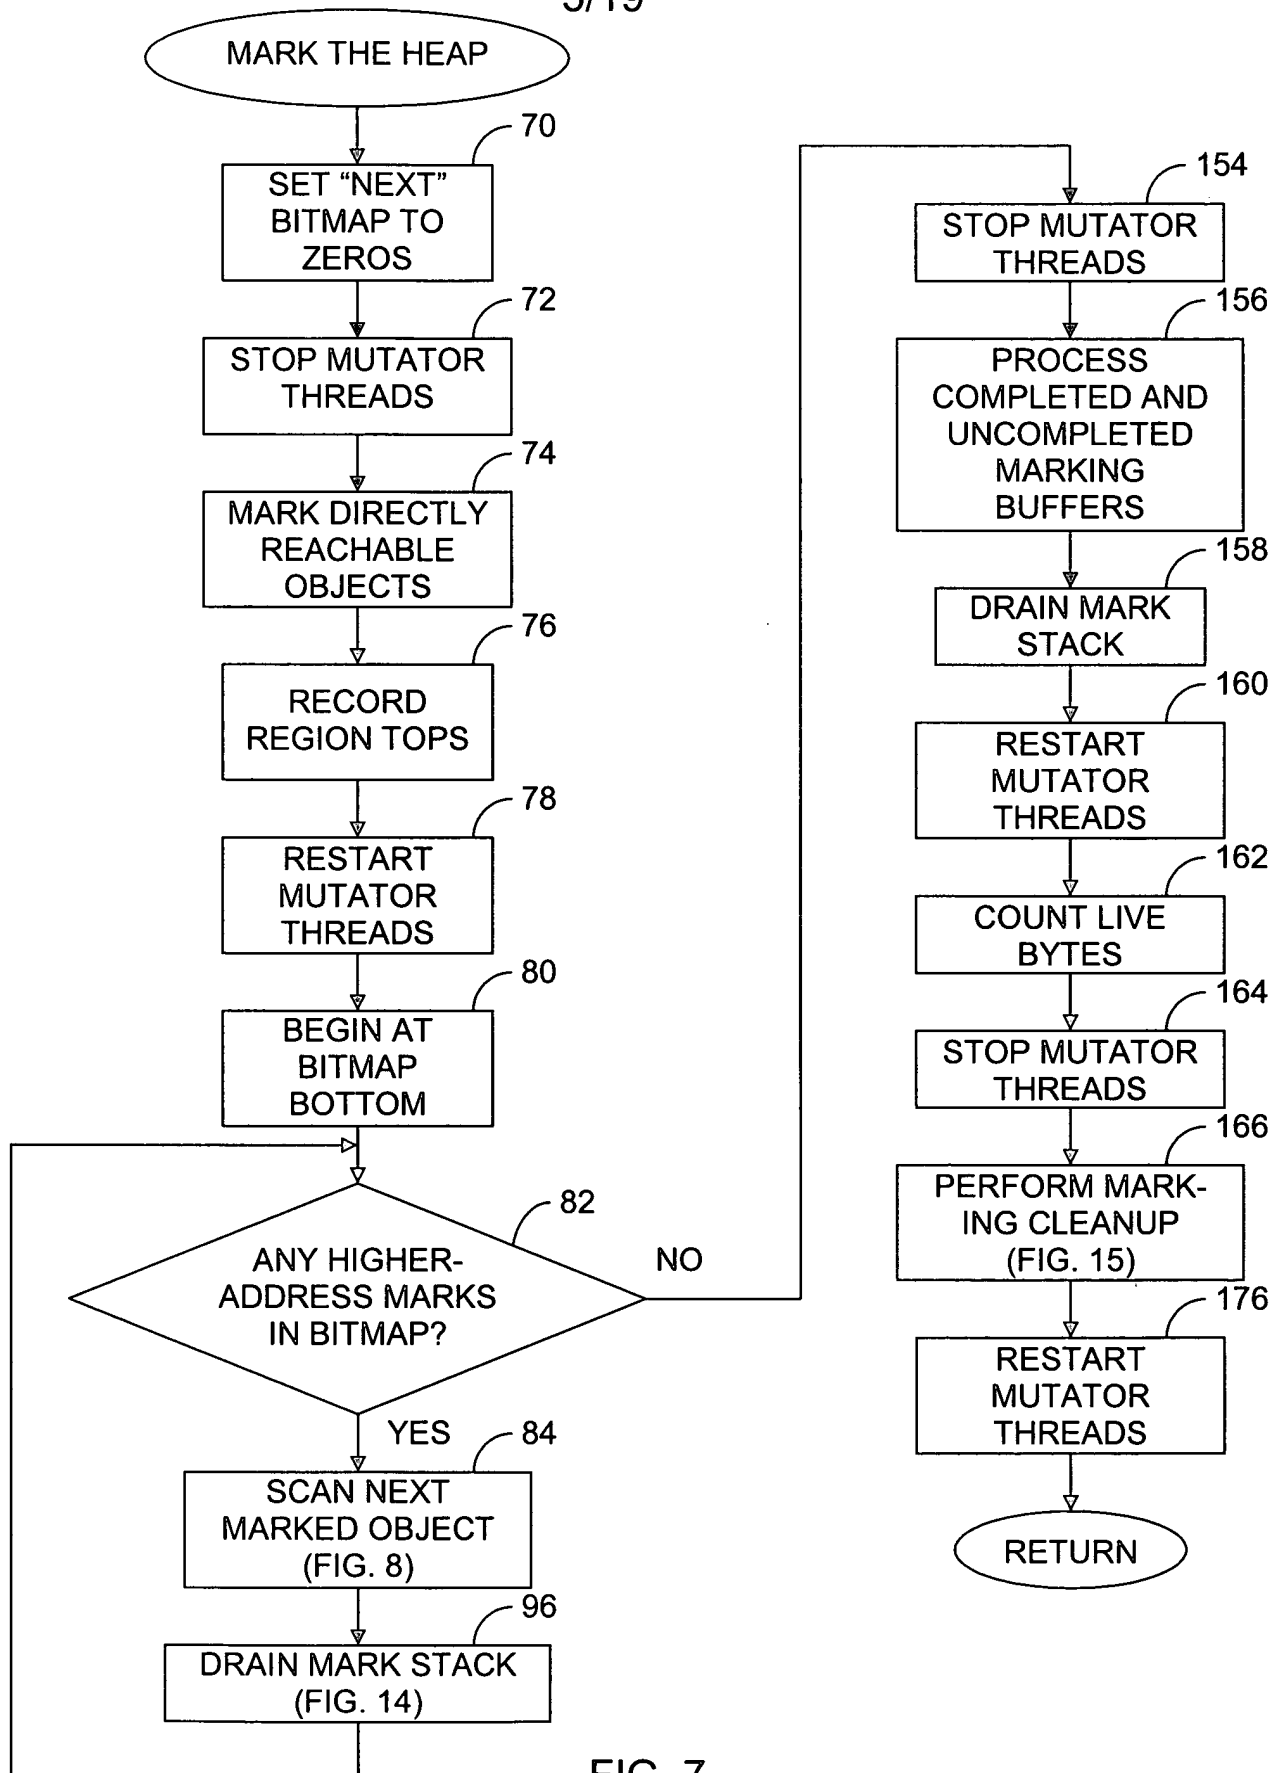 5/19
MARK THE HEAP
70
SET “NEXT”
BITMAP TO
ZEROS
72
STOP MUTATOR
THREADS
74
MARK DIRECTLY
REACHABLE
OBJECTS
76
RECORD
REGION TOPS
78
RESTART
MUTATOR
THREADS
80
BEGIN AT
BITMAP
BOTTOM
82
ANY HIGHER-
ADDRESS MARKS
IN BITMAP?
NO
YES
84
SCAN NEXT
MARKED OBJECT
(FIG. 8)
96
DRAIN MARK STACK
(FIG. 14)
154
STOP MUTATOR
THREADS
156
PROCESS
COMPLETED AND
UNCOMPLETED
MARKING
BUFFERS
158
DRAIN MARK
STACK
160
RESTART
MUTATOR
THREADS
162
COUNT LIVE
BYTES
164
STOP MUTATOR
THREADS
166
PERFORM MARK-
ING CLEANUP
(FIG. 15)
176
RESTART
MUTATOR
THREADS
RETURN
FIG. 7